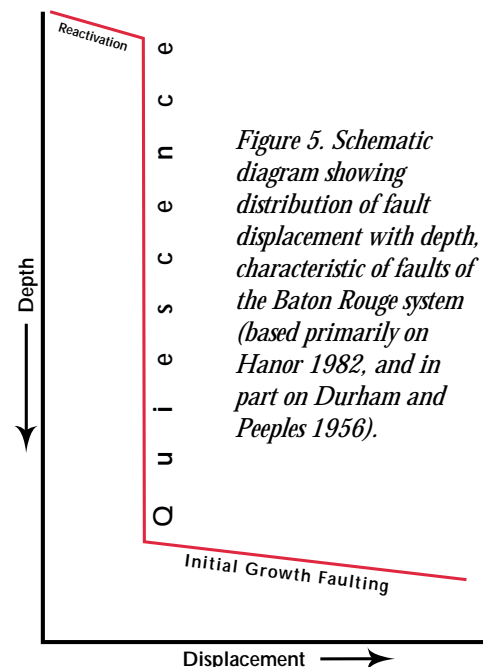 Reactivation
Quiescence
Figure 5. Schematic
diagram showing
distribution of fault
displacement with depth,
characteristic of faults of
the Baton Rouge system
(based primarily on
Hanor 1982, and in
part on Durham and
Peeples 1956).
Depth
Initial Growth Faulting
Displacement